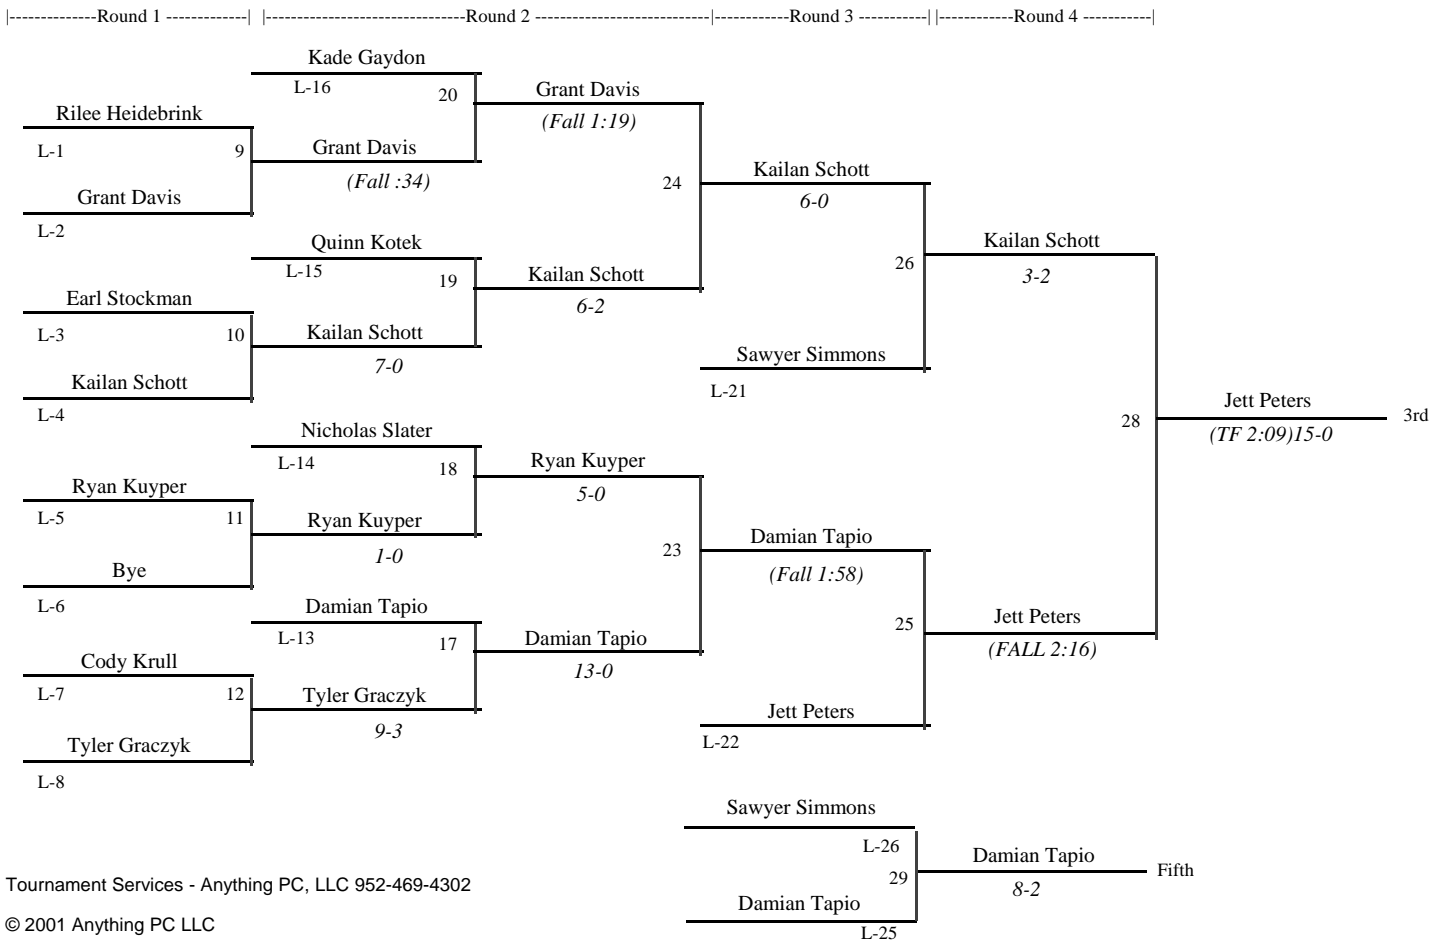 |--------------Round 1 -------------| |------------------------------Round 2 --------------------------|------------Round 3 -----------| |------------Round 4 -----------|
Kade Gaydon
L-16
20
Grant Davis
(Fall 1:19)
Rilee Heidebrink
L-1
9
Grant Davis
(Fall :34)
Grant Davis
L-2
24
Kailan Schott
6-0
Quinn Kotek
L-15
19
Kailan Schott
6-2
26
Kailan Schott
3-2
Earl Stockman
L-3
10
Kailan Schott
7-0
Kailan Schott
L-4
Sawyer Simmons
L-21
28
Jett Peters
(TF 2:09)15-0
3rd
Nicholas Slater
L-14
18
Ryan Kuyper
5-0
Ryan Kuyper
L-5
11
Ryan Kuyper
1-0
Bye
L-6
23
Damian Tapio
(Fall 1:58)
Damian Tapio
L-13
17
Damian Tapio
13-0
25
Jett Peters
(FALL 2:16)
Cody Krull
L-7
12
Tyler Graczyk
9-3
Tyler Graczyk
L-8
Jett Peters
L-22
Sawyer Simmons
L-26
29
Damian Tapio
8-2
Fifth
Damian Tapio
L-25
Tournament Services - Anything PC, LLC 952-469-4302
© 2001 Anything PC LLC